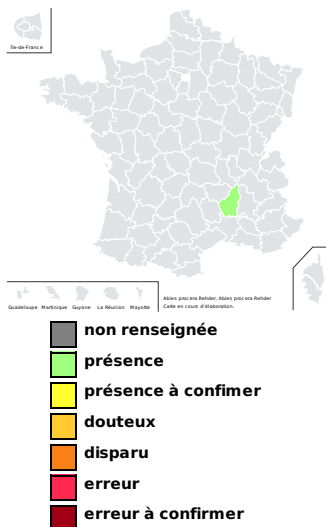 Île-de-France
Guadeloupe Martinique Guyane La Réunion Mayotte
Abies procera Rehder, Abies procera Rehder
Carte en cours d'élaboration.
non renseignée
présence
présence à confimer
douteux
disparu
erreur
erreur à confirmer